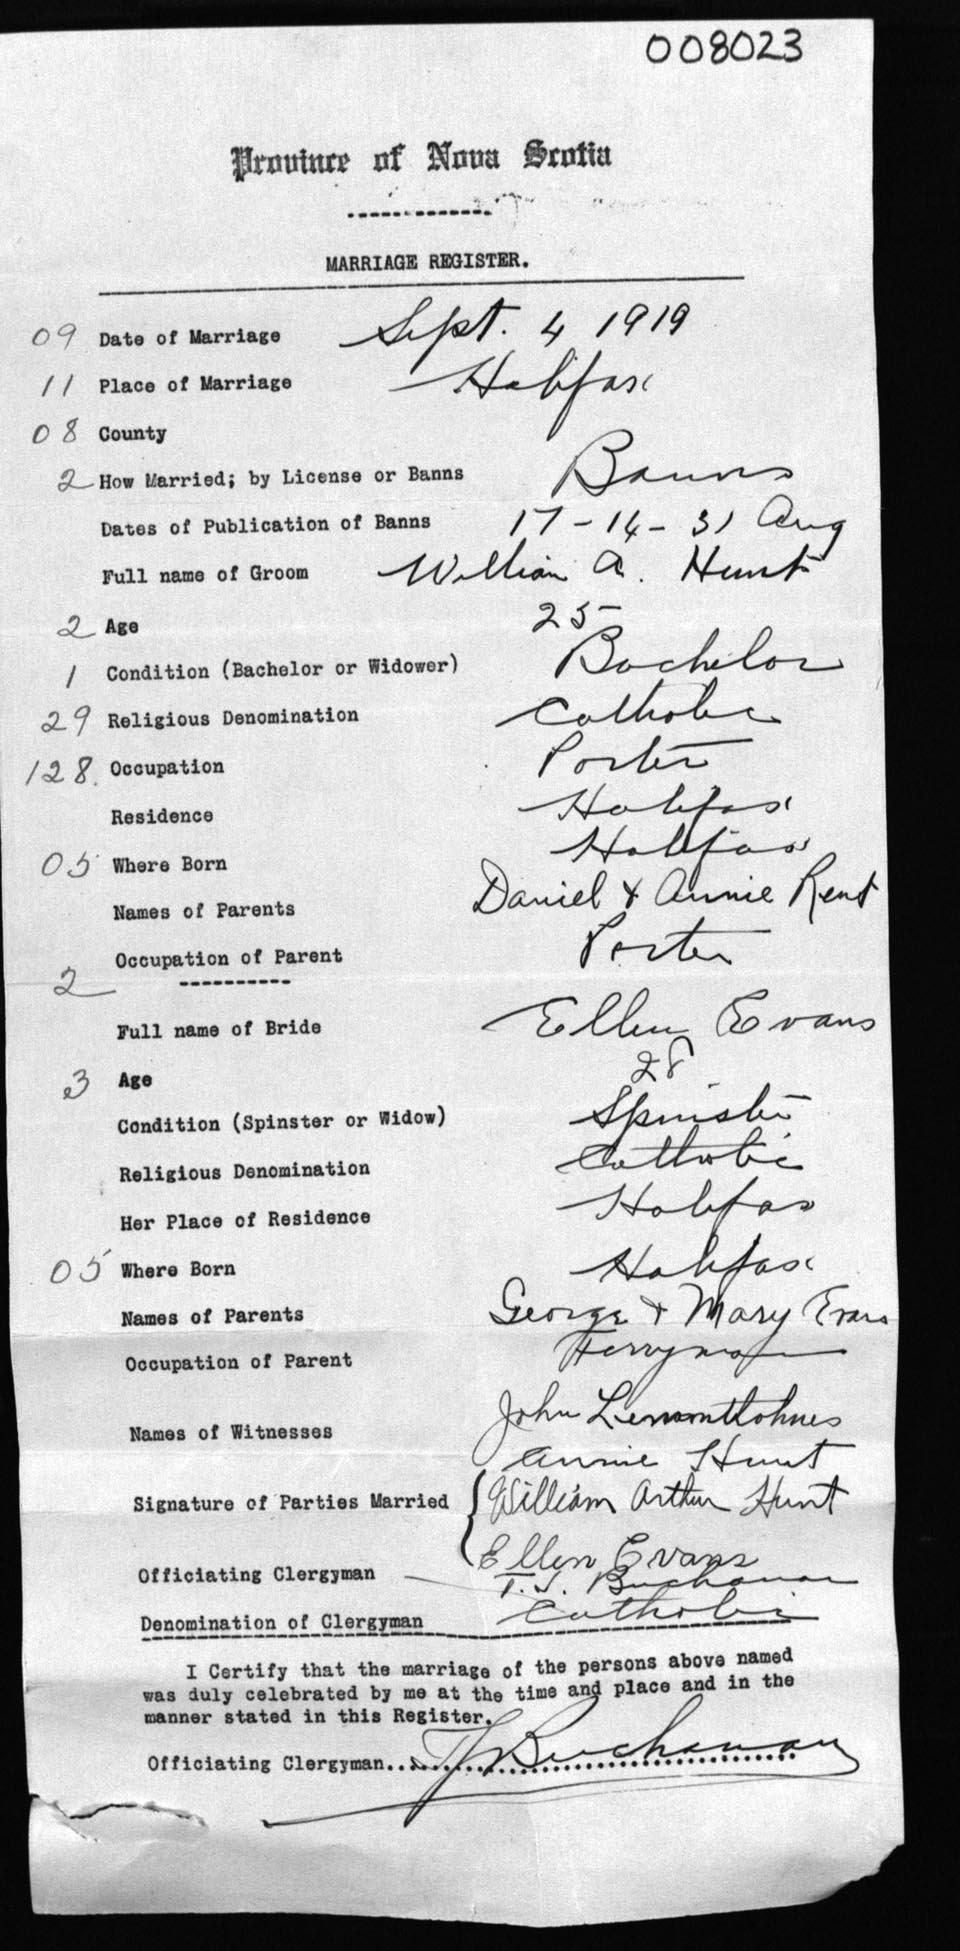 008023
Province of Nova Scotia
MARRIAGE REGISTER.
09 Date of Marriage Sept. 4 1919
11 Place of Marriage Halifax
08 County
2 How Married; by License or Banns Banns
Dates of Publication of Banns 17-14-31 Aug
Full name of Groom William A. Hunt
2 Age 25
1 Condition (Bachelor or Widower) Bachelor
29 Religious Denomination Catholic
128. Occupation Porter
Residence Halifax
05 Where Born Halifax
Names of Parents Daniel & Annie
Occupation of Parent Porter
2
Full name of Bride Ellen Evans
3 Age 28
Condition (Spinster or Widow) Spinster
Religious Denomination Catholic
Her Place of Residence Halifax
05 Where Born Halifax
Names of Parents George & Mary Evans
Occupation of Parent Ferryman
Names of Witnesses John
Annie Hunt
Signature of Parties Married William Arthur Hunt
Ellen Evans
Officiating Clergyman T. J. Buchanan
Denomination of Clergyman Catholic
I Certify that the marriage of the persons above named
was duly celebrated by me at the time and place and in the
manner stated in this Register.
Officiating Clergyman TJ Buchanan